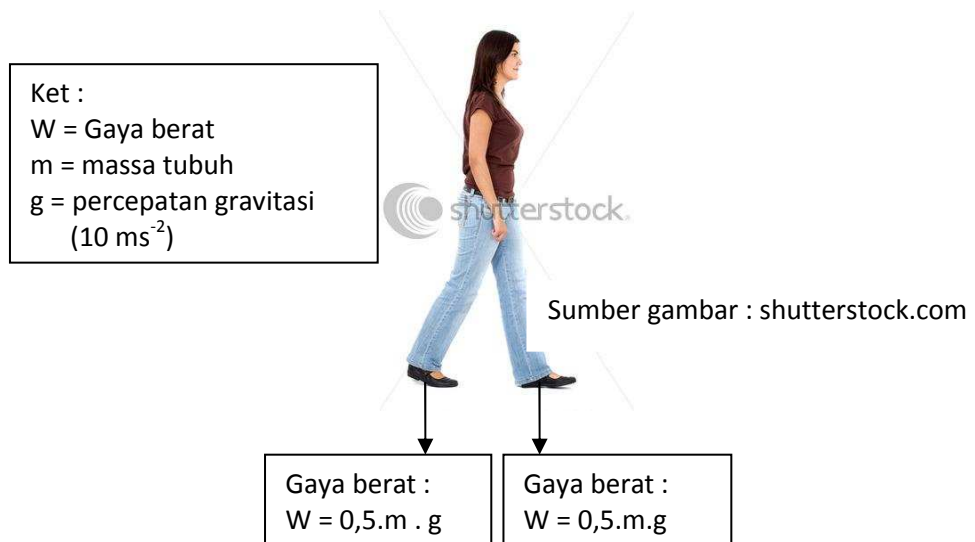 Ket :
W = Gaya berat
m = massa tubuh
g = percepatan gravitasi
(10 ms⁻²)
shutterstock
Sumber gambar : shutterstock.com
Gaya berat :
W = 0,5.m . g
Gaya berat :
W = 0,5.m.g